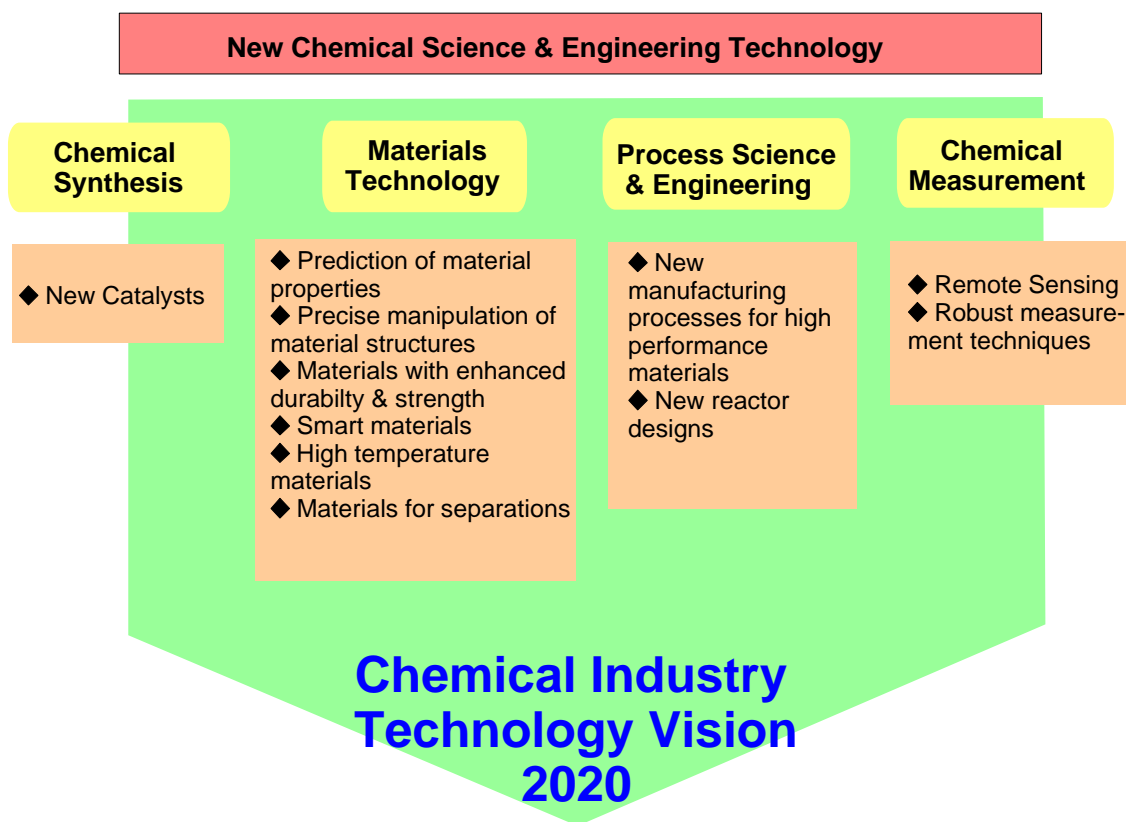 New Chemical Science & Engineering Technology
Chemical
Synthesis
Materials
Technology
Process Science
& Engineering
Chemical
Measurement
◆ New Catalysts
◆ Prediction of material
properties
◆ Precise manipulation of
material structures
◆ Materials with enhanced
durabilty & strength
◆ Smart materials
◆ High temperature
materials
◆ Materials for separations
◆ New
manufacturing
processes for high
performance
materials
◆ New reactor
designs
◆ Remote Sensing
◆ Robust measure-
ment techniques
Chemical Industry
Technology Vision
2020